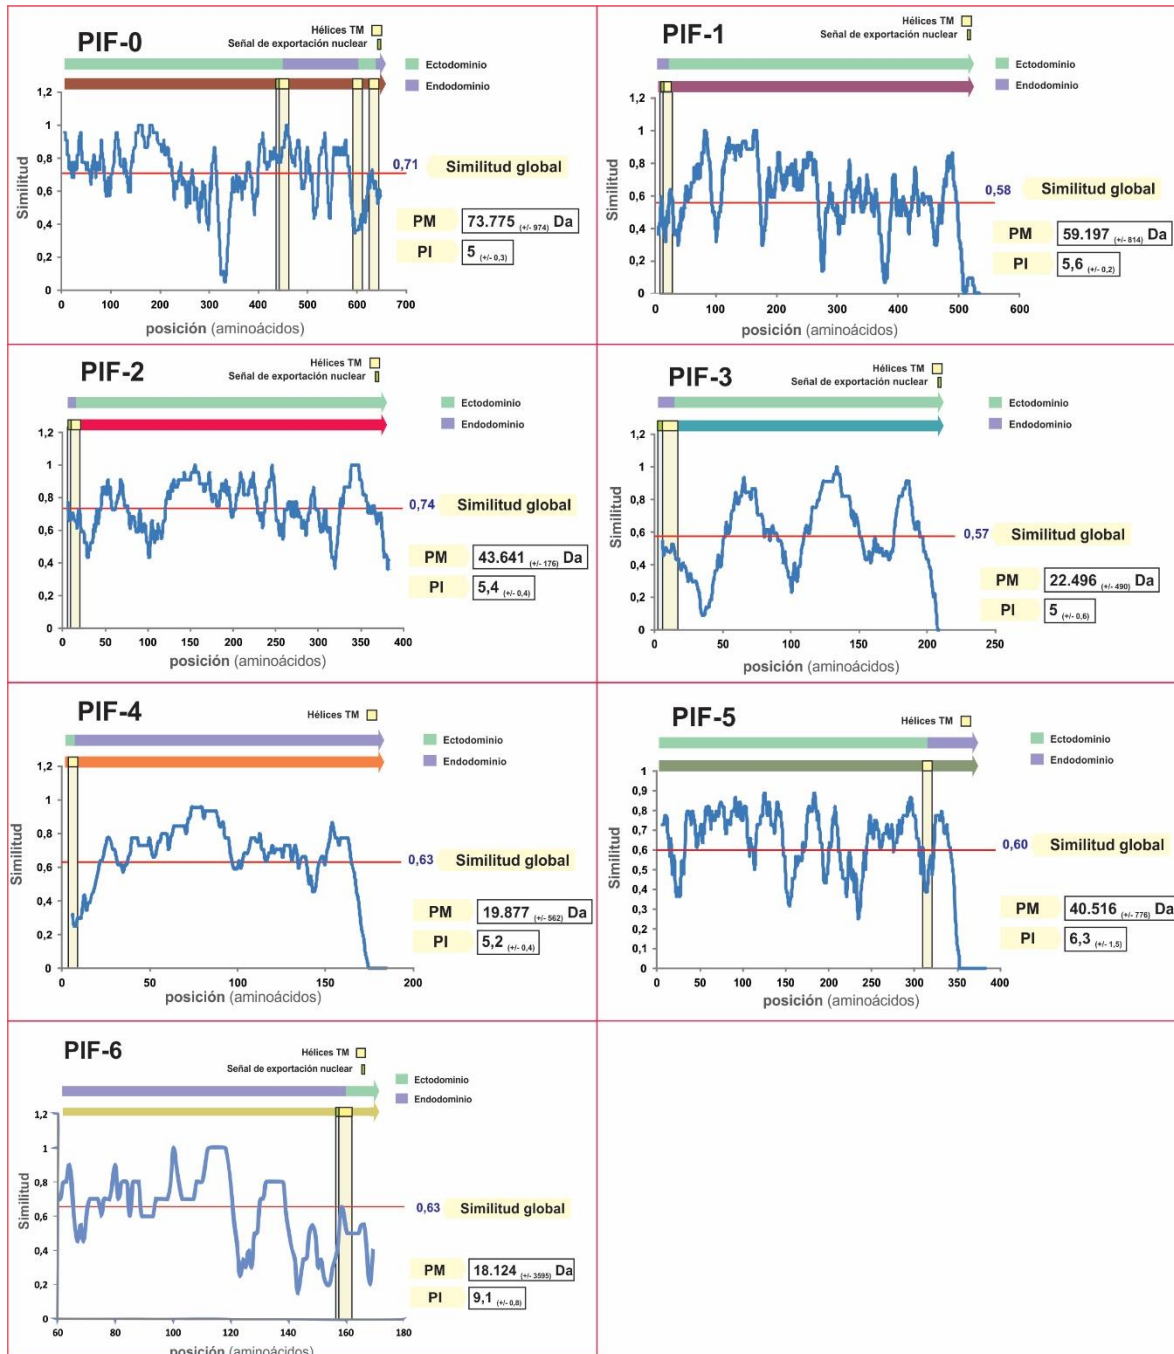 PIF-0
Hélices TM
Señal de exportación nuclear
Ectodominio
Endodominio
1,2
1
0,8
0,6
0,4
0,2
0
Similitud
0,71 Similitud global
PM 73.775 (+/- 974) Da
PI 5 (+/- 0,3)
0 100 200 300 400 500 600 700
posición (aminoácidos)
PIF-1
Hélices TM
Señal de exportación nuclear
Ectodominio
Endodominio
1,2
1
0,8
0,6
0,4
0,2
0
Similitud
0,58 Similitud global
PM 59.197 (+/- 814) Da
PI 5,6 (+/- 0,2)
0 100 200 300 400 500 600
posición (aminoácidos)
PIF-2
Hélices TM
Señal de exportación nuclear
Ectodominio
Endodominio
1,2
1
0,8
0,6
0,4
0,2
0
Similitud
0,74 Similitud global
PM 43.641 (+/- 176) Da
PI 5,4 (+/- 0,4)
0 50 100 150 200 250 300 350 400
posición (aminoácidos)
PIF-3
Hélices TM
Señal de exportación nuclear
Ectodominio
Endodominio
1,2
1
0,8
0,6
0,4
0,2
0
Similitud
0,57 Similitud global
PM 22.496 (+/- 490) Da
PI 5 (+/- 0,6)
0 50 100 150 200 250
posición (aminoácidos)
PIF-4
Hélices TM
Ectodominio
Endodominio
1,2
1
0,8
0,6
0,4
0,2
0
Similitud
0,63 Similitud global
PM 19.877 (+/- 562) Da
PI 5,2 (+/- 0,4)
0 50 100 150 200
posición (aminoácidos)
PIF-5
Hélices TM
Ectodominio
Endodominio
1
0,9
0,8
0,7
0,6
0,5
0,4
0,3
0,2
0,1
0
Similitud
0,60 Similitud global
PM 40.516 (+/- 776) Da
PI 6,3 (+/- 1,5)
0 50 100 150 200 250 300 350 400
posición (aminoácidos)
PIF-6
Hélices TM
Señal de exportación nuclear
Ectodominio
Endodominio
1,2
1
0,8
0,6
0,4
0,2
0
Similitud
0,63 Similitud global
PM 18.124 (+/- 3595) Da
PI 9,1 (+/- 0,8)
60 80 100 120 140 160 180
posición (aminoácidos)